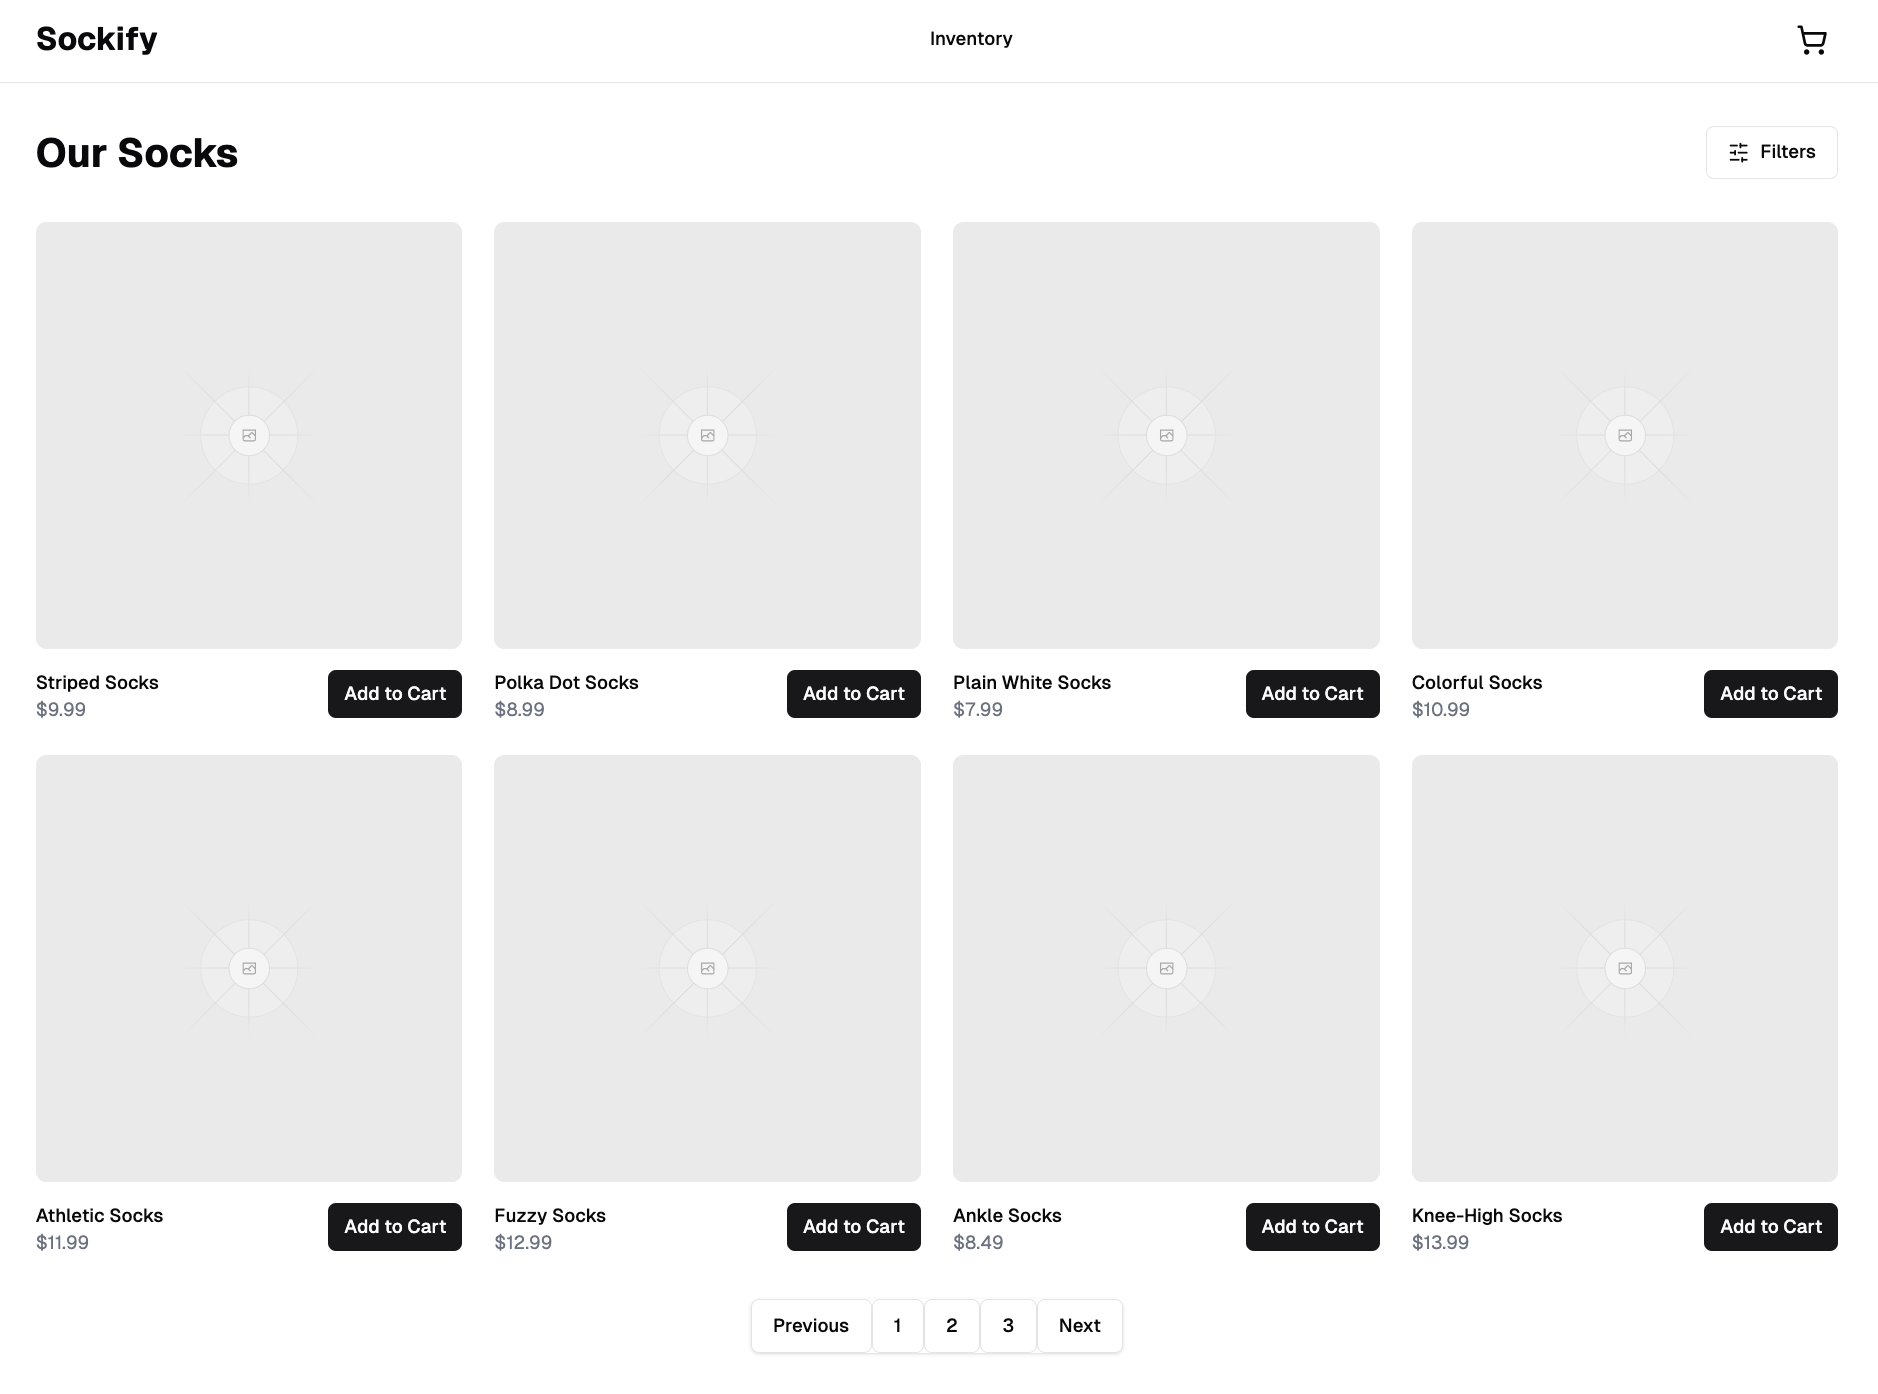 Sockify
Inventory
Our Socks
Filters
Striped Socks
$9.99
Add to Cart
Polka Dot Socks
$8.99
Add to Cart
Plain White Socks
$7.99
Add to Cart
Colorful Socks
$10.99
Add to Cart
Athletic Socks
$11.99
Add to Cart
Fuzzy Socks
$12.99
Add to Cart
Ankle Socks
$8.49
Add to Cart
Knee-High Socks
$13.99
Add to Cart
Previous 1 2 3 Next